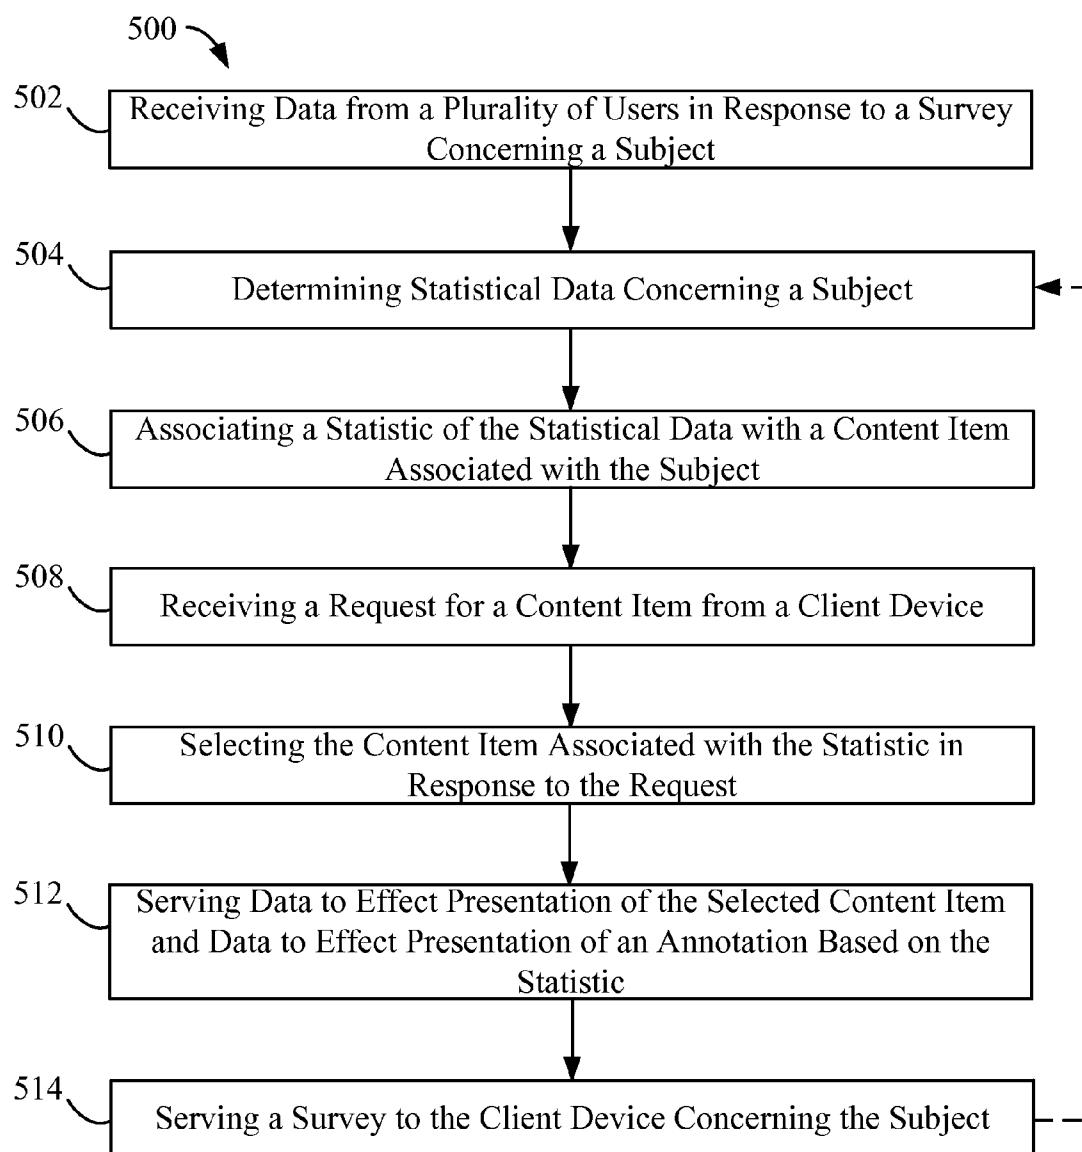 500
502
Receiving Data from a Plurality of Users in Response to a Survey
Concerning a Subject
504
Determining Statistical Data Concerning a Subject
506
Associating a Statistic of the Statistical Data with a Content Item
Associated with the Subject
508
Receiving a Request for a Content Item from a Client Device
510
Selecting the Content Item Associated with the Statistic in
Response to the Request
512
Serving Data to Effect Presentation of the Selected Content Item
and Data to Effect Presentation of an Annotation Based on the
Statistic
514
Serving a Survey to the Client Device Concerning the Subject